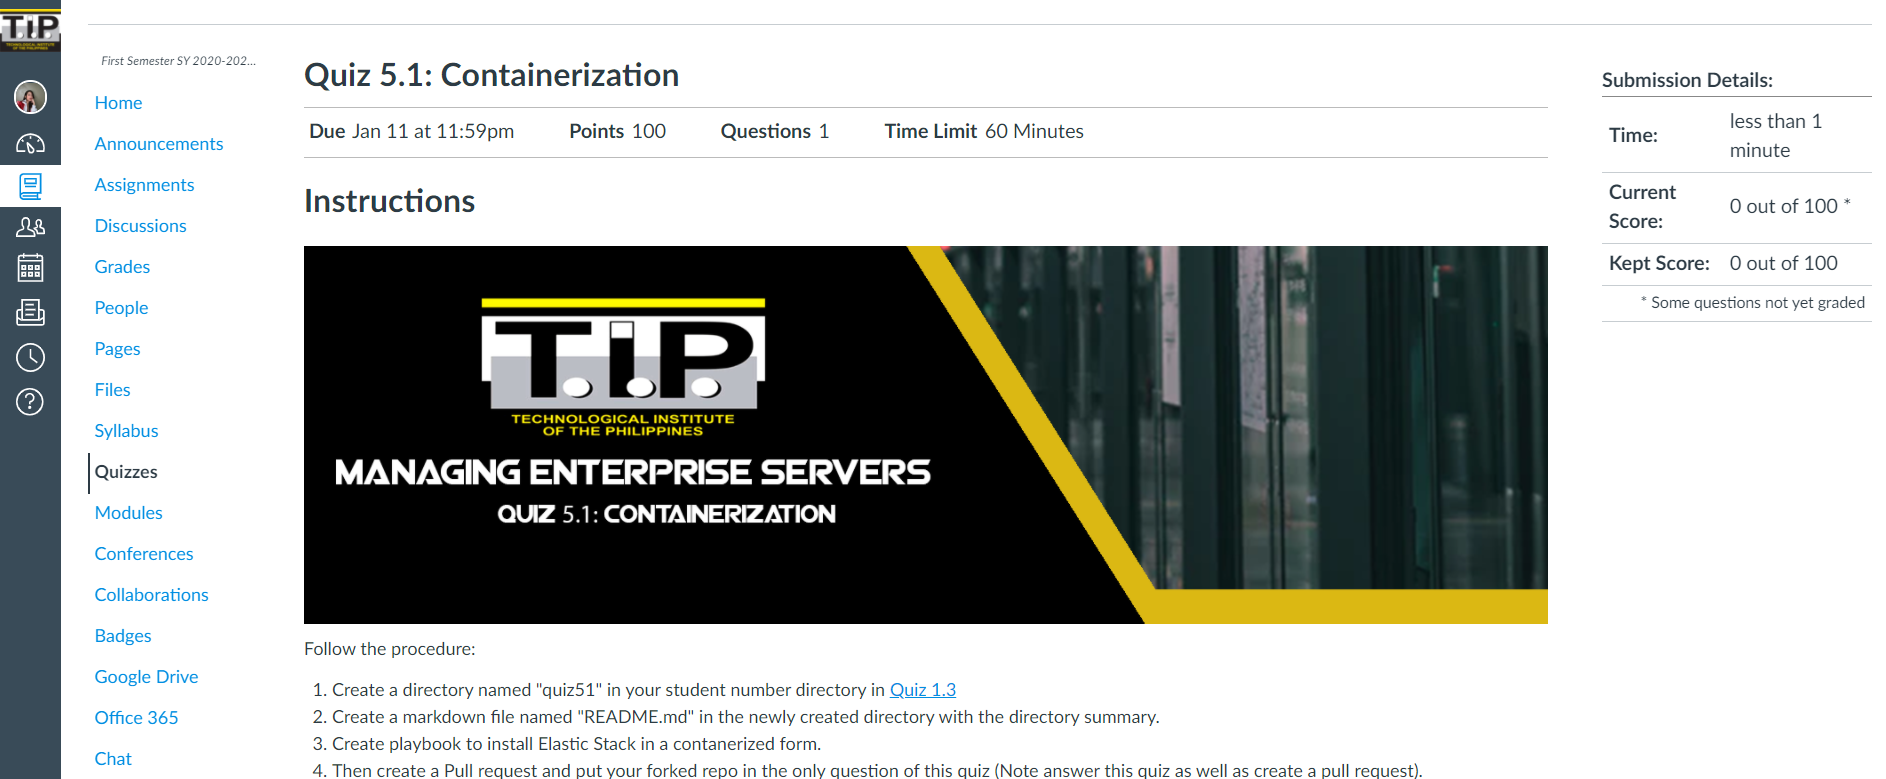 T.I.P.
TECHNOLOGICAL INSTITUTE
OF THE PHILIPPINES
First Semester SY 2020-202...
Home
Announcements
Assignments
Discussions
Grades
People
Pages
Files
Syllabus
Quizzes
Modules
Conferences
Collaborations
Badges
Google Drive
Office 365
Chat
Quiz 5.1: Containerization
Due Jan 11 at 11:59pm Points 100 Questions 1 Time Limit 60 Minutes
Instructions
T.I.P.
TECHNOLOGICAL INSTITUTE
OF THE PHILIPPINES
MANAGING ENTERPRISE SERVERS
QUIZ 5.1: CONTAINERIZATION
Follow the procedure:
1. Create a directory named "quiz51" in your student number directory in Quiz 1.3
2. Create a markdown file named "README.md" in the newly created directory with the directory summary.
3. Create playbook to install Elastic Stack in a contanerized form.
4. Then create a Pull request and put your forked repo in the only question of this quiz (Note answer this quiz as well as create a pull request).
Submission Details:
Time: less than 1
minute
Current
Score: 0 out of 100 *
Kept Score: 0 out of 100
* Some questions not yet graded